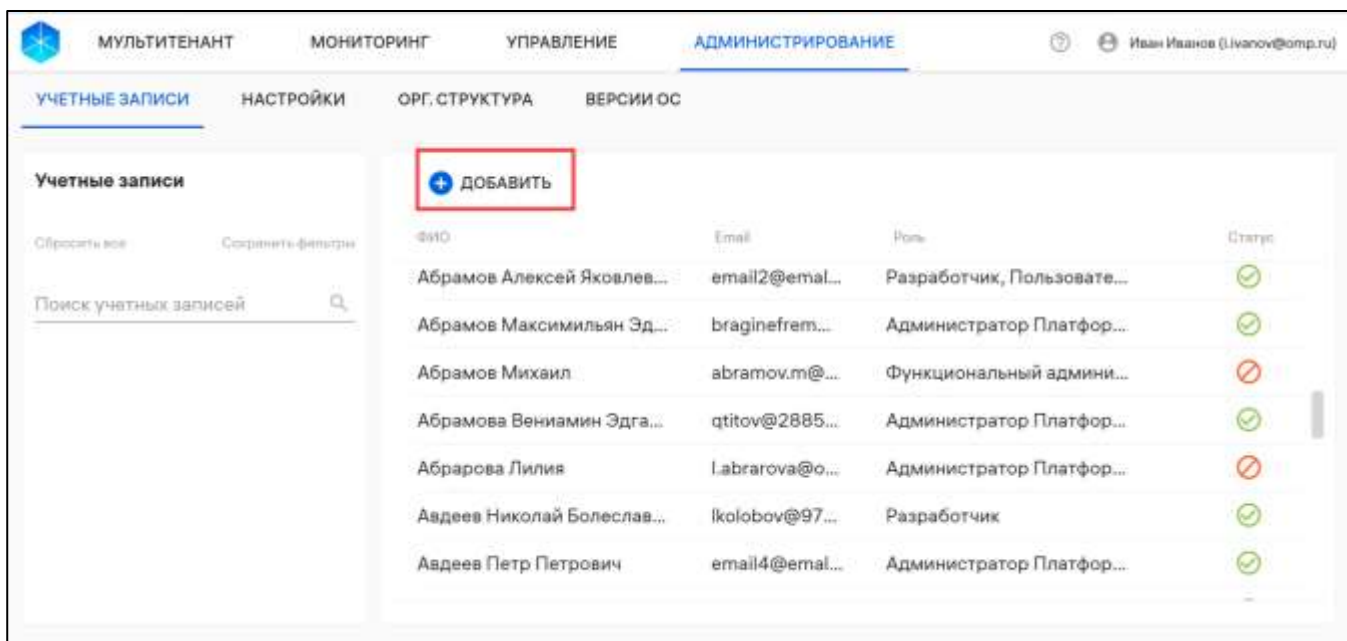 МУЛЬТИТЕНАНТ МОНИТОРИНГ УПРАВЛЕНИЕ АДМИНИСТРИРОВАНИЕ Иван Иванов (i.ivanov@omp.ru)
УЧЕТНЫЕ ЗАПИСИ НАСТРОЙКИ ОРГ. СТРУКТУРА ВЕРСИИ ОС
Учетные записи ДОБАВИТЬ
Сбросить все Сохранить фильтры ФИО Email Роль Статус
Абрамов Алексей Яковлев... email2@emal... Разработчик, Пользовате...
Поиск учетных записей
Абрамов Максимильян Эд... braginefrem... Администратор Платфор...
Абрамов Михаил abramov.m@... Функциональный админи...
Абрамова Вениамин Эдга... qtitov@2885... Администратор Платфор...
Абрарова Лилия l.abrarova@o... Администратор Платфор...
Авдеев Николай Болеслав... lkolobov@97... Разработчик
Авдеев Петр Петрович email4@emal... Администратор Платфор...